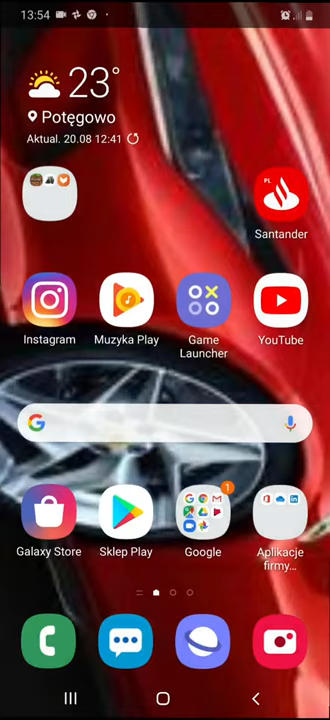 13:54
23°
Potęgowo
Aktual. 20.08 12:41
PL
Santander
Instagram
Muzyka Play
Game
Launcher
YouTube
Galaxy Store
Sklep Play
1
Google
Aplikacje
firmy...